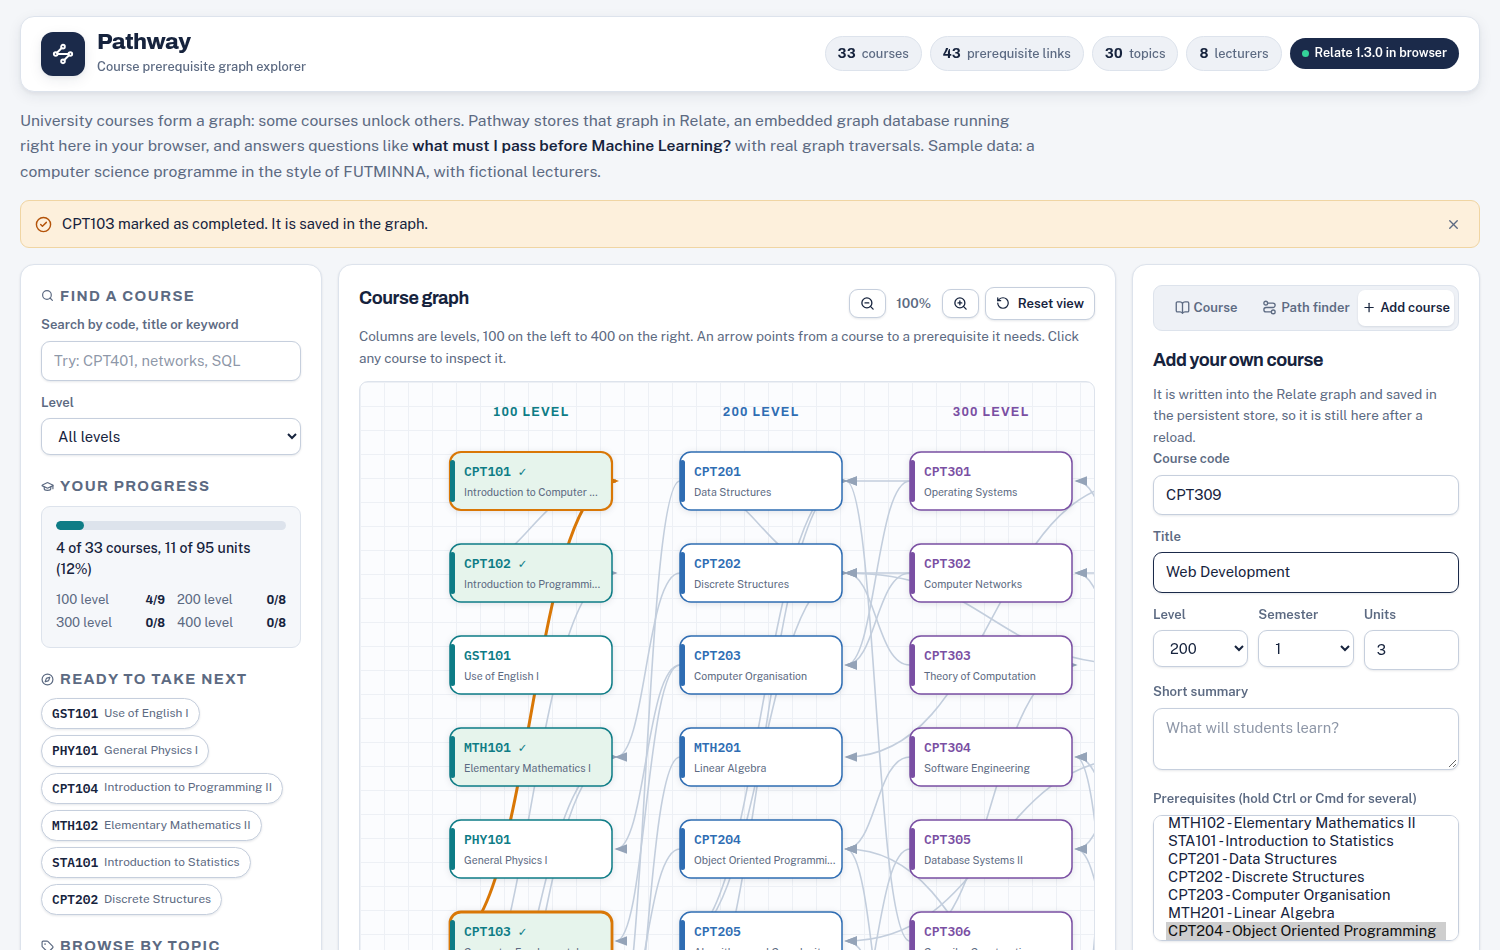 Pathway
Course prerequisite graph explorer
33 courses
43 prerequisite links
30 topics
8 lecturers
Relate 1.3.0 in browser
University courses form a graph: some courses unlock others. Pathway stores that graph in Relate, an embedded graph database running
right here in your browser, and answers questions like what must I pass before Machine Learning? with real graph traversals. Sample data: a
computer science programme in the style of FUTMINNA, with fictional lecturers.
CPT103 marked as completed. It is saved in the graph.
FIND A COURSE
Search by code, title or keyword
Try: CPT401, networks, SQL
Level
All levels
YOUR PROGRESS
4 of 33 courses, 11 of 95 units
(12%)
100 level 4/9 200 level 0/8
300 level 0/8 400 level 0/8
READY TO TAKE NEXT
GST101 Use of English I
PHY101 General Physics I
CPT104 Introduction to Programming II
MTH102 Elementary Mathematics II
STA101 Introduction to Statistics
CPT202 Discrete Structures
BROWSE BY TOPIC
Course graph
100%
Reset view
Columns are levels, 100 on the left to 400 on the right. An arrow points from a course to a prerequisite it needs. Click
any course to inspect it.
100 LEVEL
200 LEVEL
300 LEVEL
CPT101 ✓
Introduction to Computer ...
CPT201
Data Structures
CPT301
Operating Systems
CPT102 ✓
Introduction to Programmi...
CPT202
Discrete Structures
CPT302
Computer Networks
GST101
Use of English I
CPT203
Computer Organisation
CPT303
Theory of Computation
MTH101 ✓
Elementary Mathematics I
MTH201
Linear Algebra
CPT304
Software Engineering
PHY101
General Physics I
CPT204
Object Oriented Programmi...
CPT305
Database Systems II
CPT103 ✓
CPT205
CPT306
Course
Path finder
+ Add course
Add your own course
It is written into the Relate graph and saved in
the persistent store, so it is still here after a
reload.
Course code
CPT309
Title
Web Development
Level
Semester
Units
200
1
3
Short summary
What will students learn?
Prerequisites (hold Ctrl or Cmd for several)
MTH102 - Elementary Mathematics II
STA101 - Introduction to Statistics
CPT201 - Data Structures
CPT202 - Discrete Structures
CPT203 - Computer Organisation
MTH201 - Linear Algebra
CPT204 - Object Oriented Programming